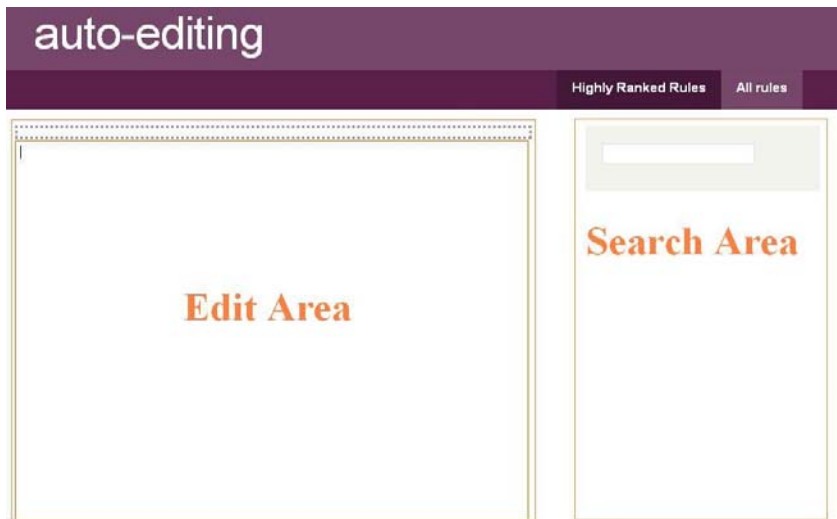 auto-editing
Highly Ranked Rules
All rules
Search Area
Edit Area